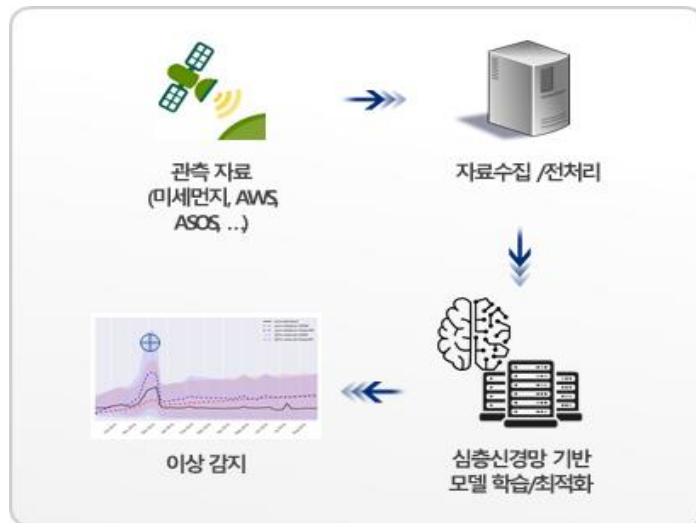 관측 자료
(미세먼지, AWS,
ASOS, …)
자료수집 /전처리
이상 감지
심층신경망 기반
모델 학습/최적화